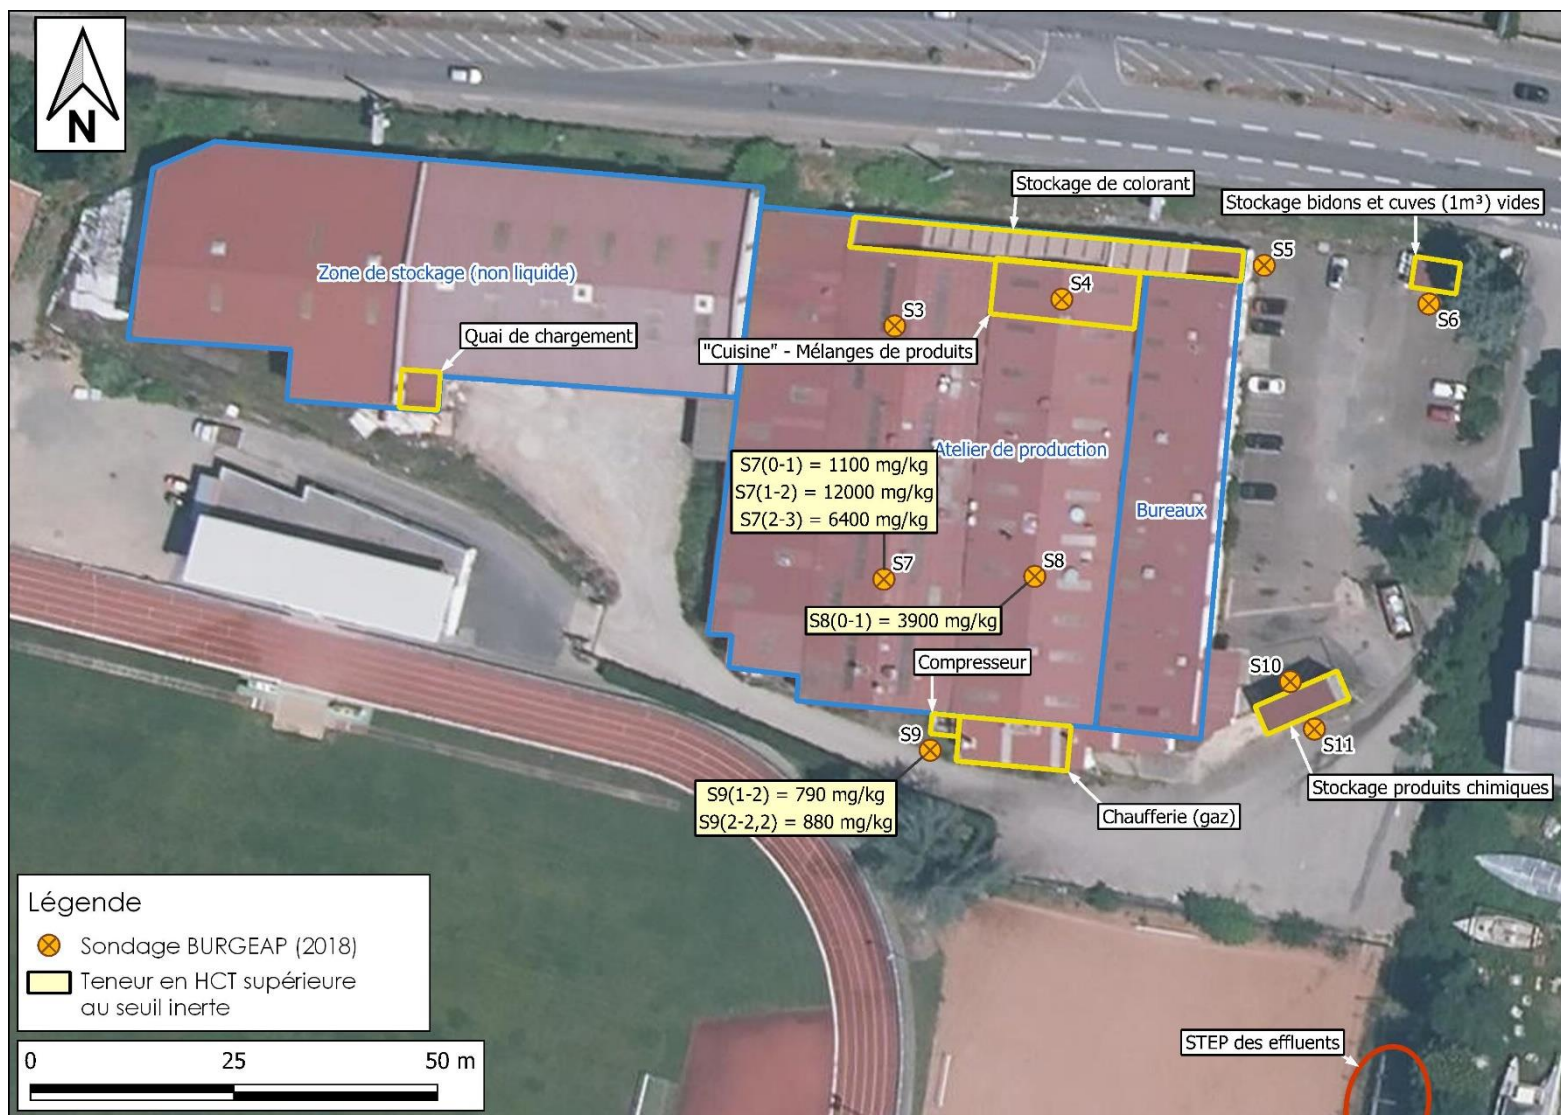 N
Stockage de colorant
Stockage bidons et cuves (1m³) vides
Zone de stockage (non liquide)
S5
S4
S6
S3
Quai de chargement
"Cuisine" - Mélanges de produits
Atelier de production
S7(0-1) = 1100 mg/kg
S7(1-2) = 12000 mg/kg
S7(2-3) = 6400 mg/kg
Bureaux
S7
S8
S8(0-1) = 3900 mg/kg
Compresseur
S10
S9
S11
Stockage produits chimiques
S9(1-2) = 790 mg/kg
S9(2-2,2) = 880 mg/kg
Chaufferie (gaz)
Légende
Sondage BURGEAP (2018)
Teneur en HCT supérieure
au seuil inerte
0 25 50 m
STEP des effluents